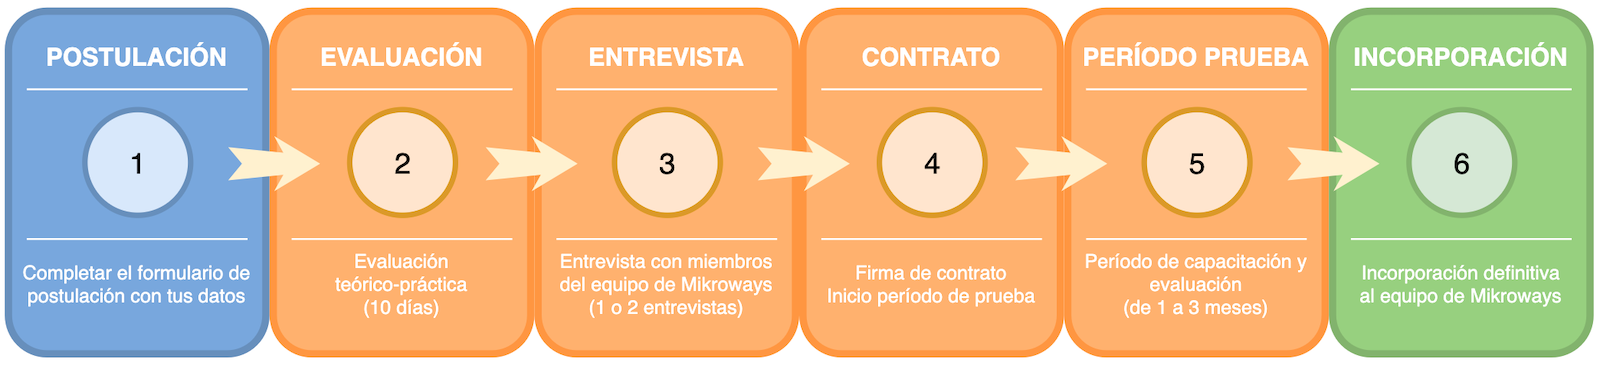 POSTULACIÓN
1
Completar el formulario de
postulación con tus datos
EVALUACIÓN
2
Evaluación
teórico-práctica
(10 días)
ENTREVISTA
3
Entrevista con miembros
del equipo de Mikroways
(1 o 2 entrevistas)
CONTRATO
4
Firma de contrato
Inicio período de prueba
PERÍODO PRUEBA
5
Período de capacitación y
evaluación
(de 1 a 3 meses)
INCORPORACIÓN
6
Incorporación definitiva
al equipo de Mikroways